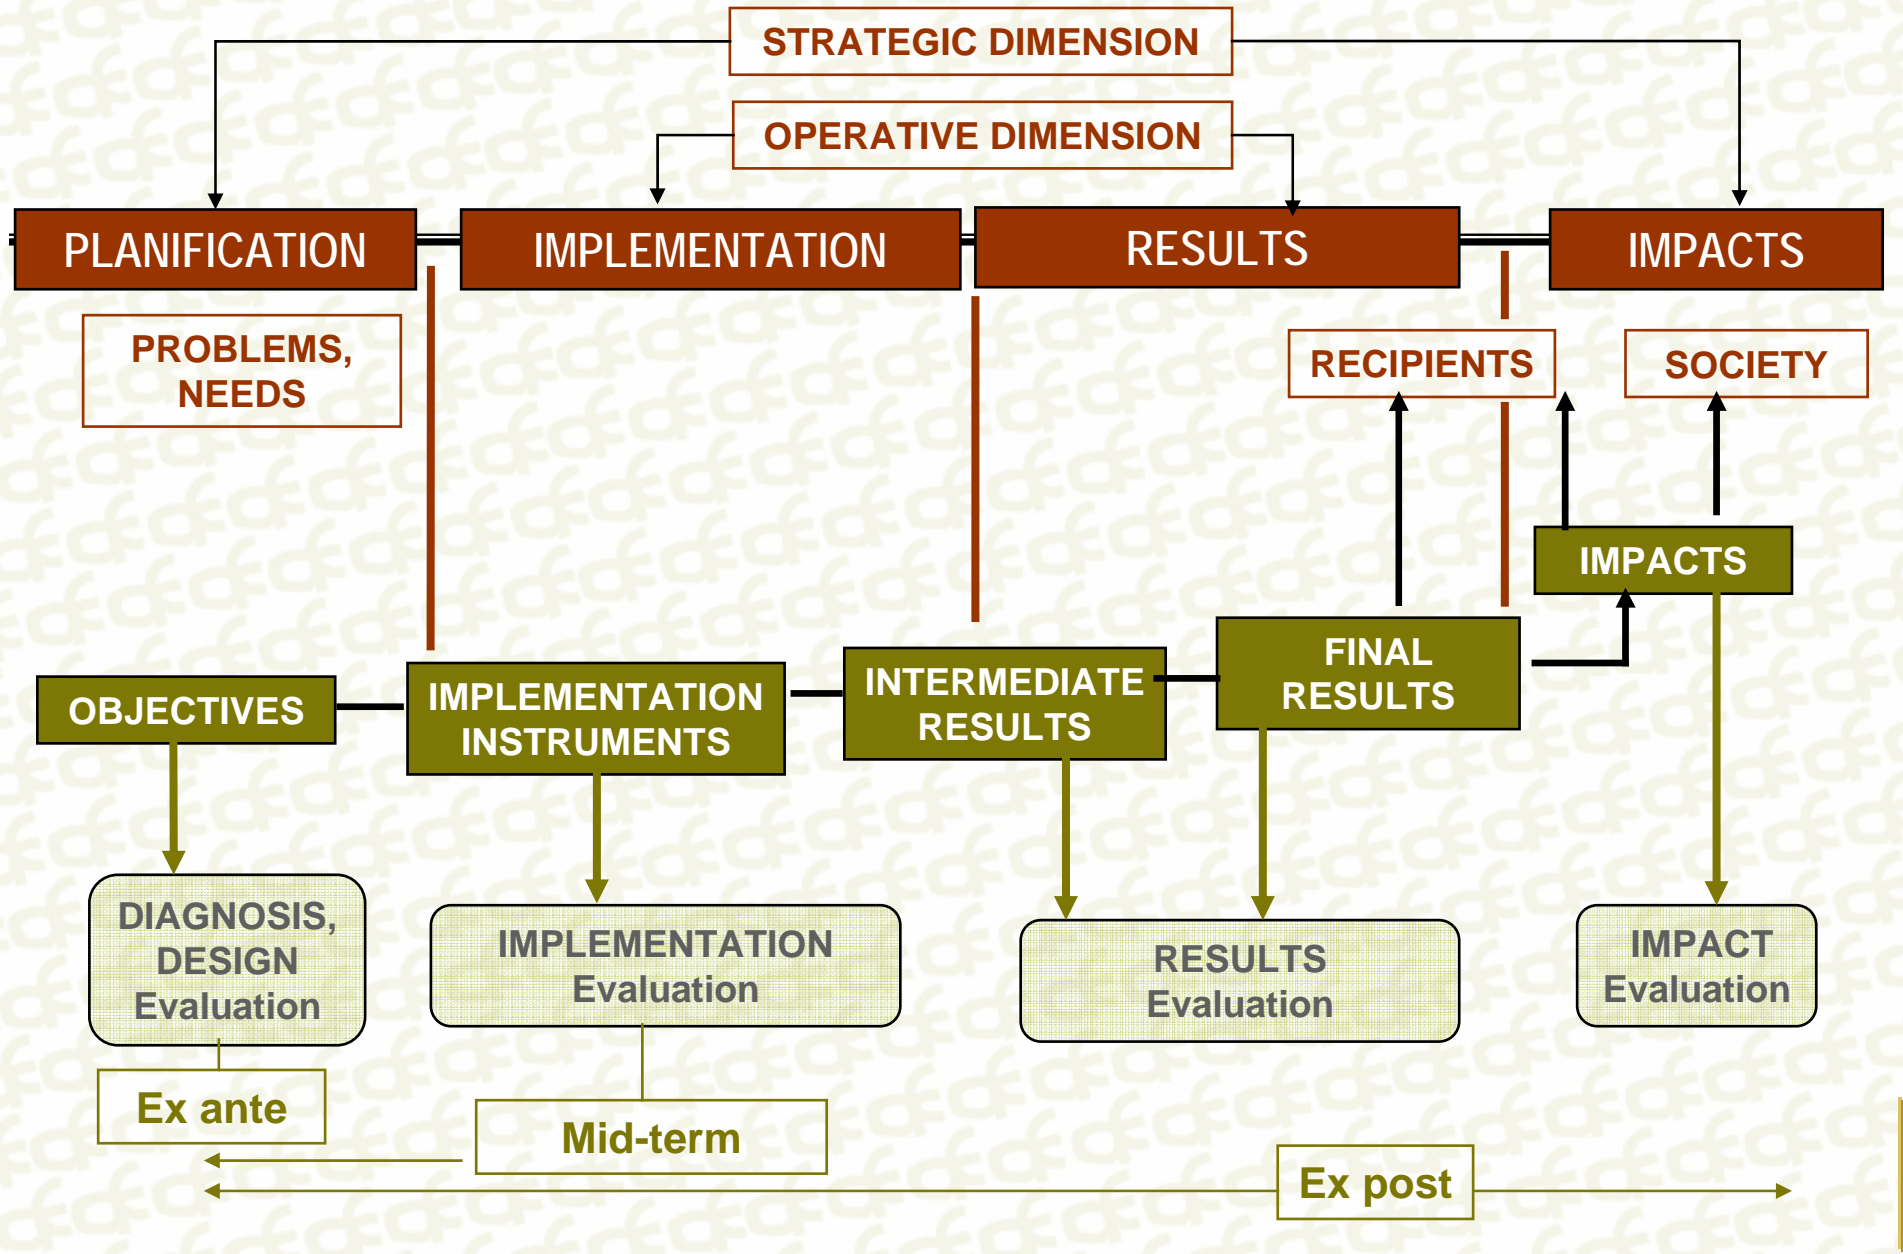 STRATEGIC DIMENSION
OPERATIVE DIMENSION
PLANIFICATION
IMPLEMENTATION
RESULTS
IMPACTS
PROBLEMS,
NEEDS
RECIPIENTS
SOCIETY
IMPACTS
OBJECTIVES
IMPLEMENTATION
INSTRUMENTS
INTERMEDIATE
RESULTS
FINAL
RESULTS
DIAGNOSIS,
DESIGN
Evaluation
IMPLEMENTATION
Evaluation
RESULTS
Evaluation
IMPACT
Evaluation
Ex ante
Mid-term
Ex post